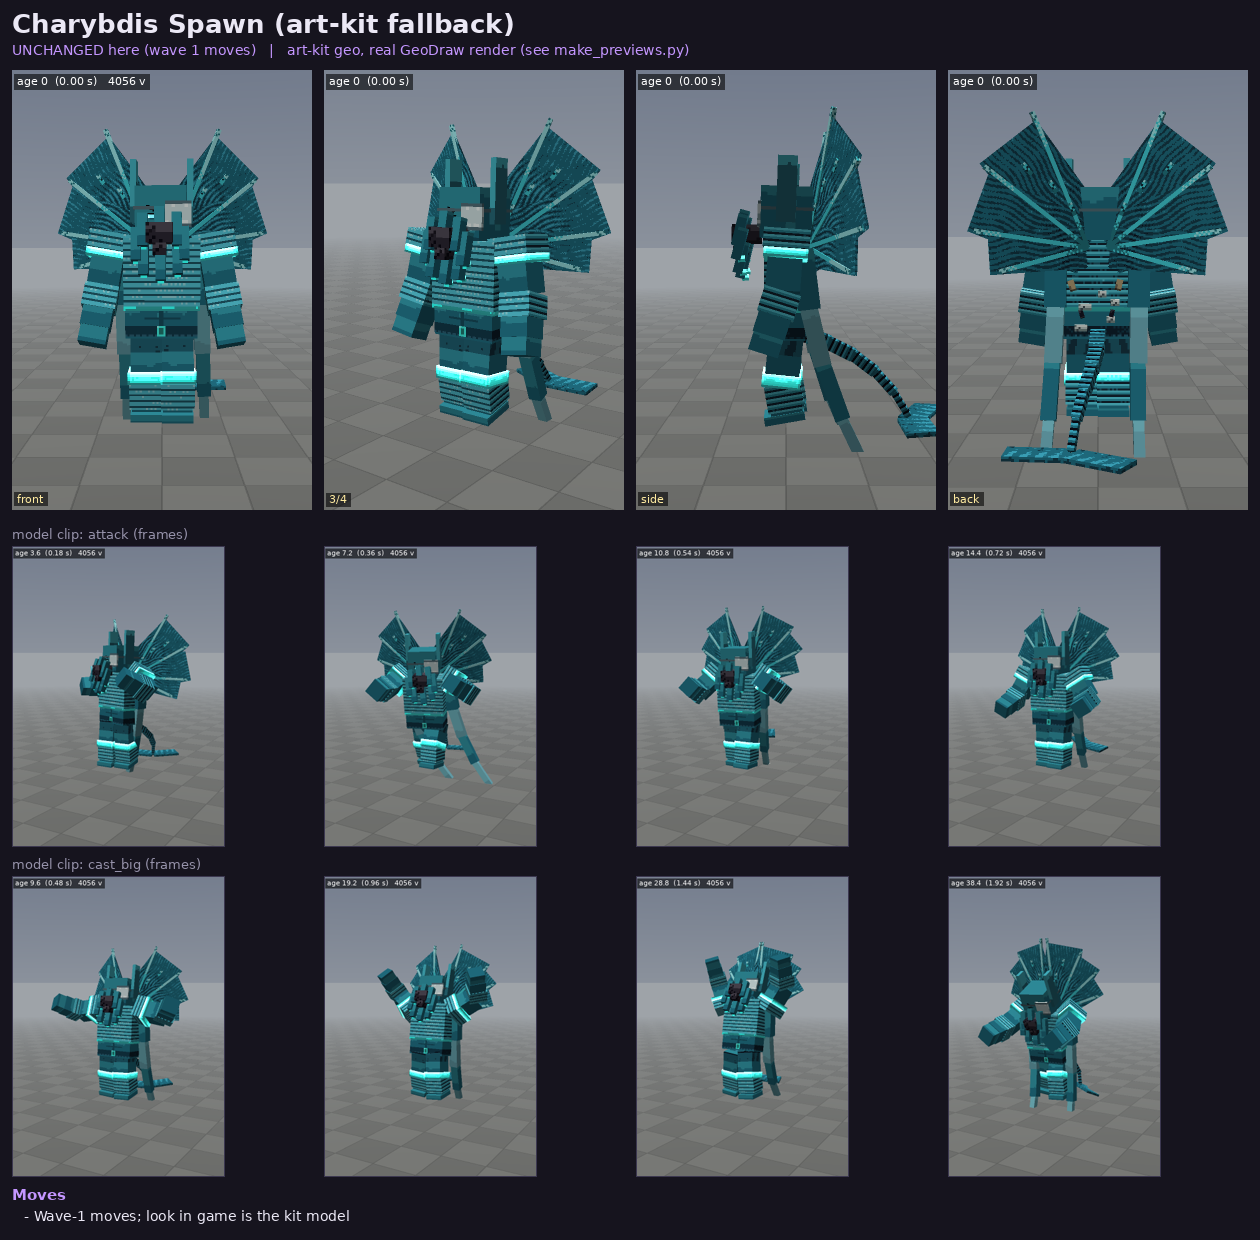 Charybdis Spawn (art-kit fallback)
UNCHANGED here (wave 1 moves)   |   art-kit geo, real GeoDraw render (see make_previews.py)
age 0  (0.00 s)   4056 v
age 0  (0.00 s)
age 0  (0.00 s)
age 0  (0.00 s)
front
3/4
side
back
model clip: attack (frames)
age 3.6  (0.18 s)   4056 v
age 7.2  (0.36 s)   4056 v
age 10.8  (0.54 s)   4056 v
age 14.4  (0.72 s)   4056 v
model clip: cast_big (frames)
age 9.6  (0.48 s)   4056 v
age 19.2  (0.96 s)   4056 v
age 28.8  (1.44 s)   4056 v
age 38.4  (1.92 s)   4056 v
Moves
- Wave-1 moves; look in game is the kit model